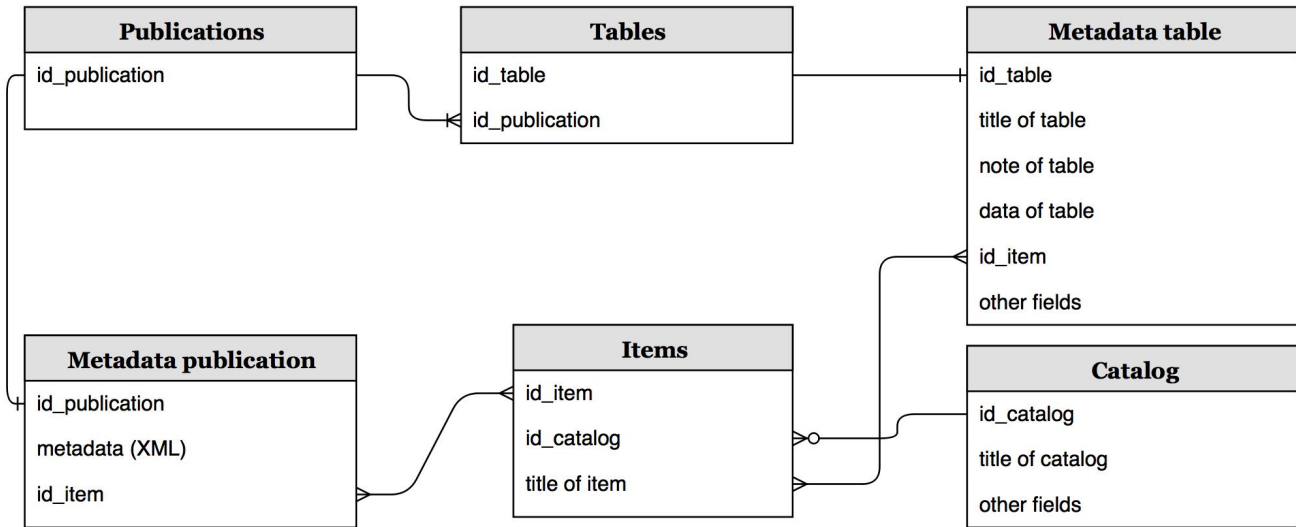 Publications
id_publication
Tables
id_table
id_publication
Metadata table
id_table
title of table
note of table
data of table
id_item
other fields
Metadata publication
id_publication
metadata (XML)
id_item
Items
id_item
id_catalog
title of item
Catalog
id_catalog
title of catalog
other fields